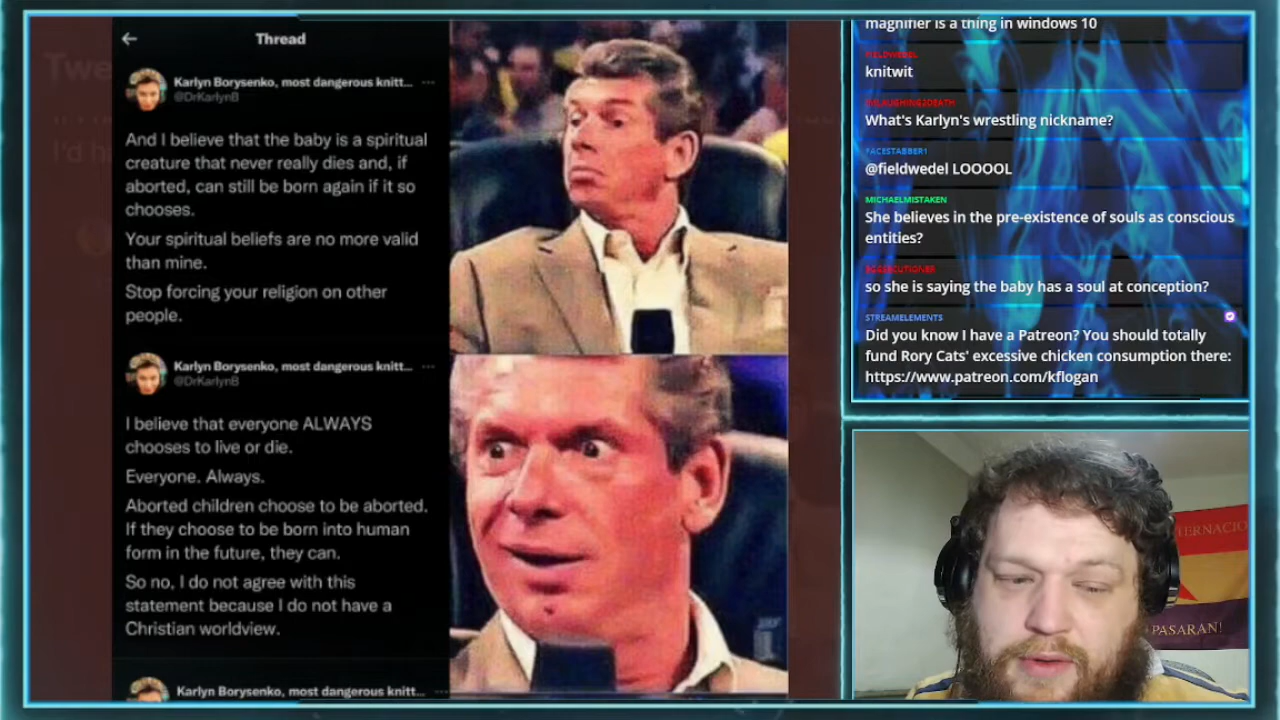 Thread
Karlyn Borysenko, most dangerous knitt...
@DrKarlynB
And I believe that the baby is a spiritual
creature that never really dies and, if
aborted, can still be born again if it so
chooses.
Your spiritual beliefs are no more valid
than mine.
Stop forcing your religion on other
people.
Karlyn Borysenko, most dangerous knitt...
@DrKarlynB
I believe that everyone ALWAYS
chooses to live or die.
Everyone. Always.
Aborted children choose to be aborted.
If they choose to be born into human
form in the future, they can.
So no, I do not agree with this
statement because I do not have a
Christian worldview.
Karlyn Borysenko, most dangerous knitt...
magnifier is a thing in windows 10
FIELDWEDEL
knitwit
What's Karlyn's wrestling nickname?
FACESTABBER1
@fieldwedel LOOOOL
MICHAELMISTAKEN
She believes in the pre-existence of souls as conscious
entities?
so she is saying the baby has a soul at conception?
STREAMELEMENTS
Did you know I have a Patreon? You should totally
fund Rory Cats' excessive chicken consumption there:
https://www.patreon.com/kflogan
TERNACIO
PASARAN!